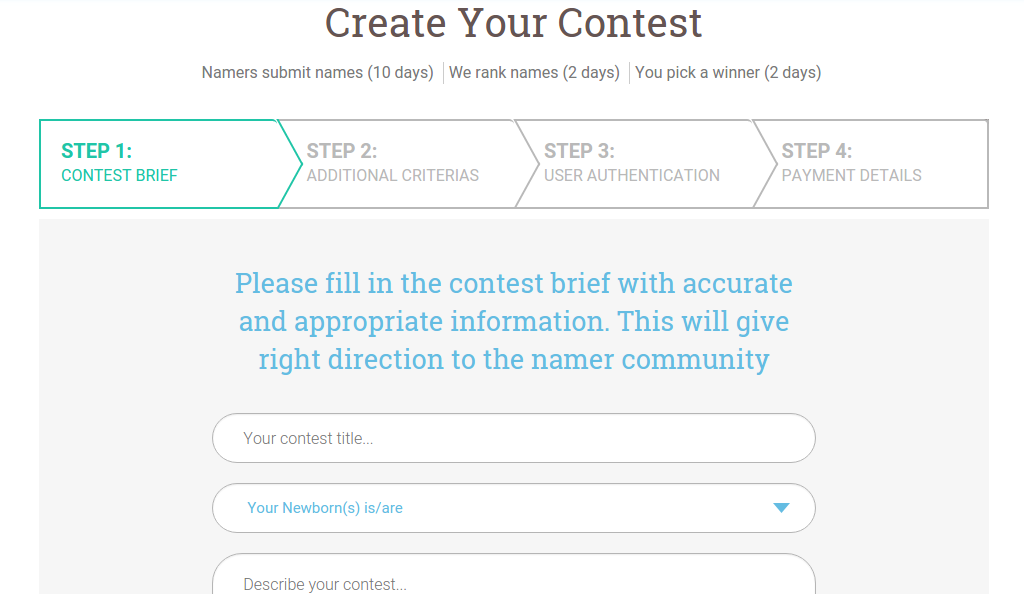 Create Your Contest
Namers submit names (10 days) We rank names (2 days) You pick a winner (2 days)
STEP 1:
CONTEST BRIEF
STEP 2:
ADDITIONAL CRITERIAS
STEP 3:
USER AUTHENTICATION
STEP 4:
PAYMENT DETAILS
Please fill in the contest brief with accurate
and appropriate information. This will give
right direction to the namer community
Your contest title...
Your Newborn(s) is/are
Describe your contest...